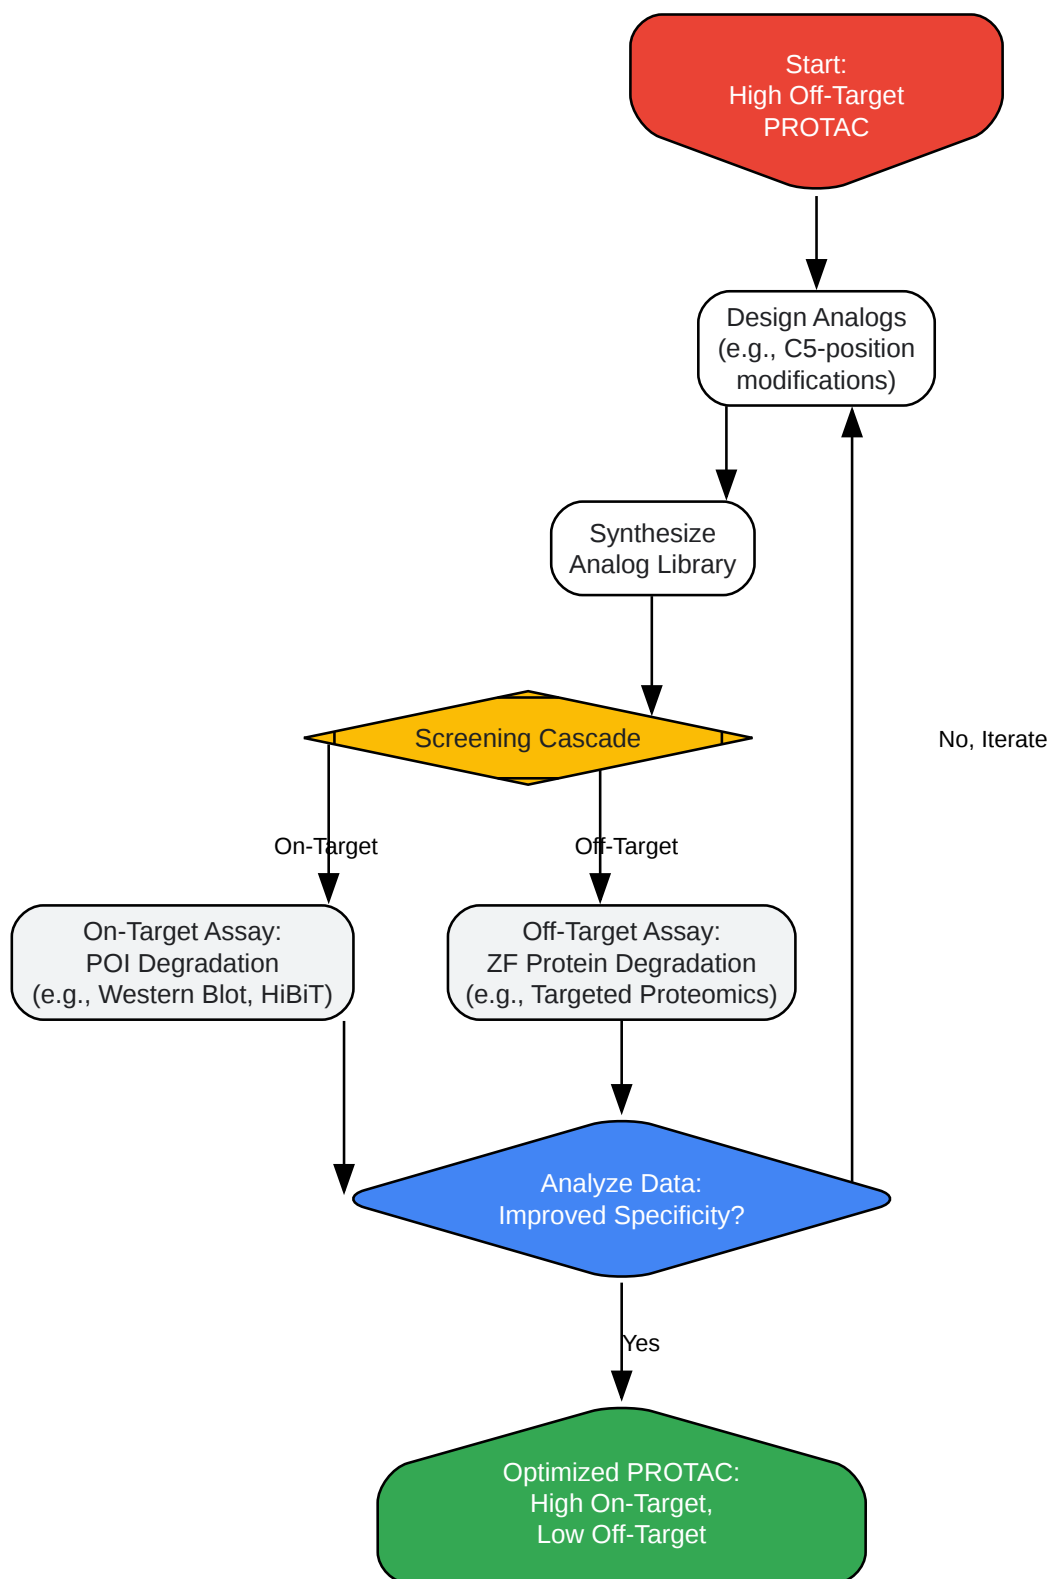 Start:
High Off-Target
PROTAC
Design Analogs
(e.g., C5-position
modifications)
Synthesize
Analog Library
Screening Cascade
No, Iterate
On-Target
Off-Target
On-Target Assay:
POI Degradation
(e.g., Western Blot, HiBiT)
Off-Target Assay:
ZF Protein Degradation
(e.g., Targeted Proteomics)
Analyze Data:
Improved Specificity?
Yes
Optimized PROTAC:
High On-Target,
Low Off-Target